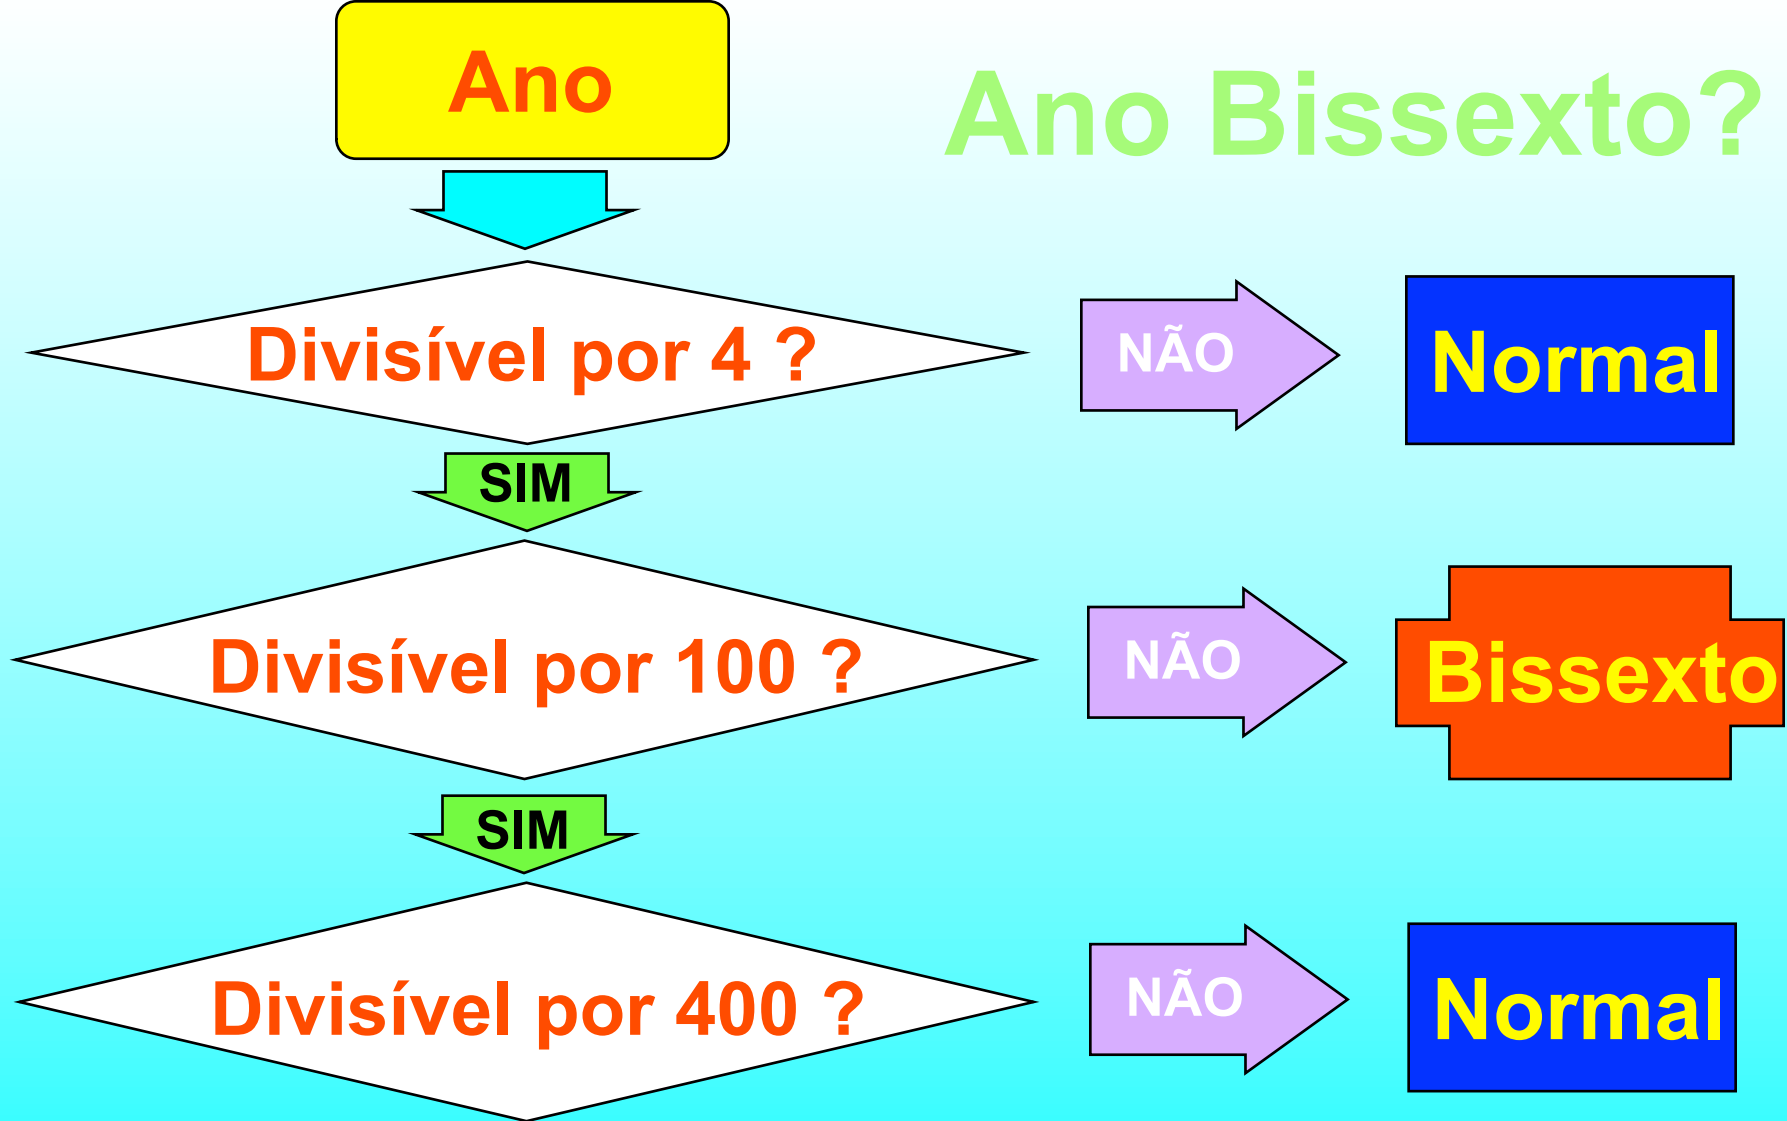 Ano
Ano Bissexto?
Divisível por 4 ?
NÃO
Normal
SIM
Divisível por 100 ?
NÃO
Bissexto
SIM
Divisível por 400 ?
NÃO
Normal